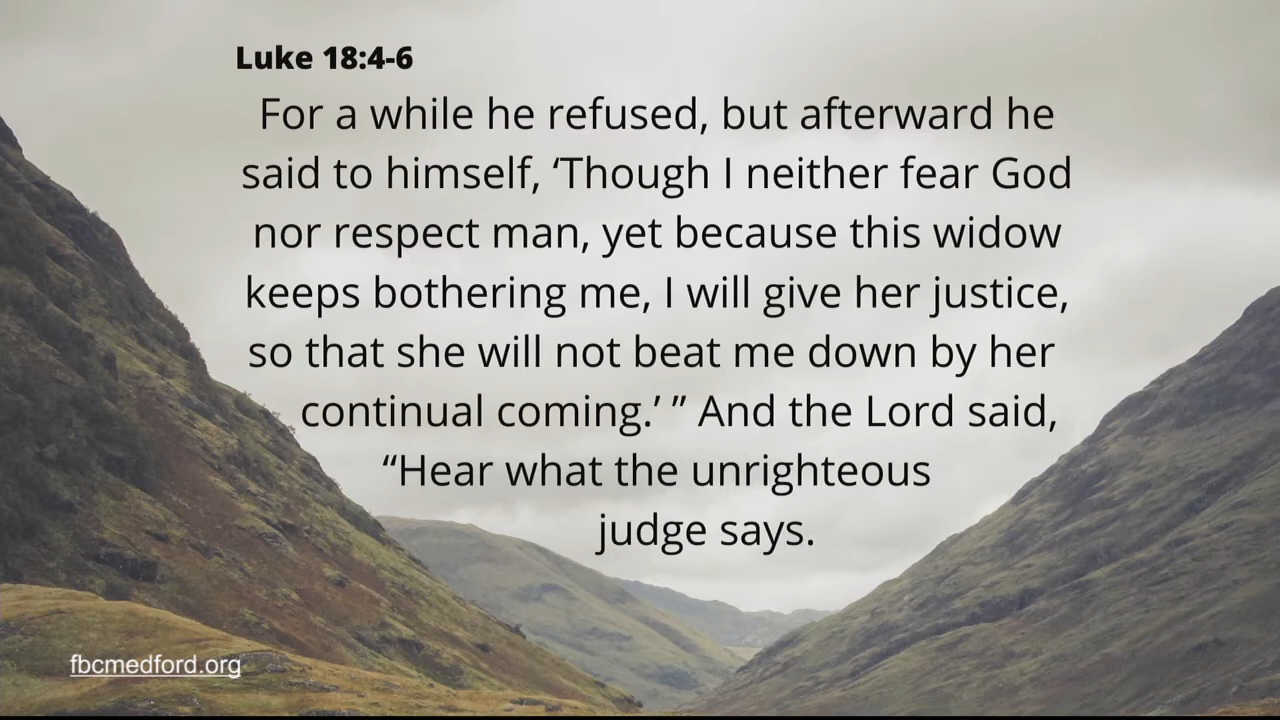 Luke 18:4-6
For a while he refused, but afterward he
said to himself, ‘Though I neither fear God
nor respect man, yet because this widow
keeps bothering me, I will give her justice,
so that she will not beat me down by her
continual coming.’ ” And the Lord said,
“Hear what the unrighteous
judge says.
fbcmedford.org